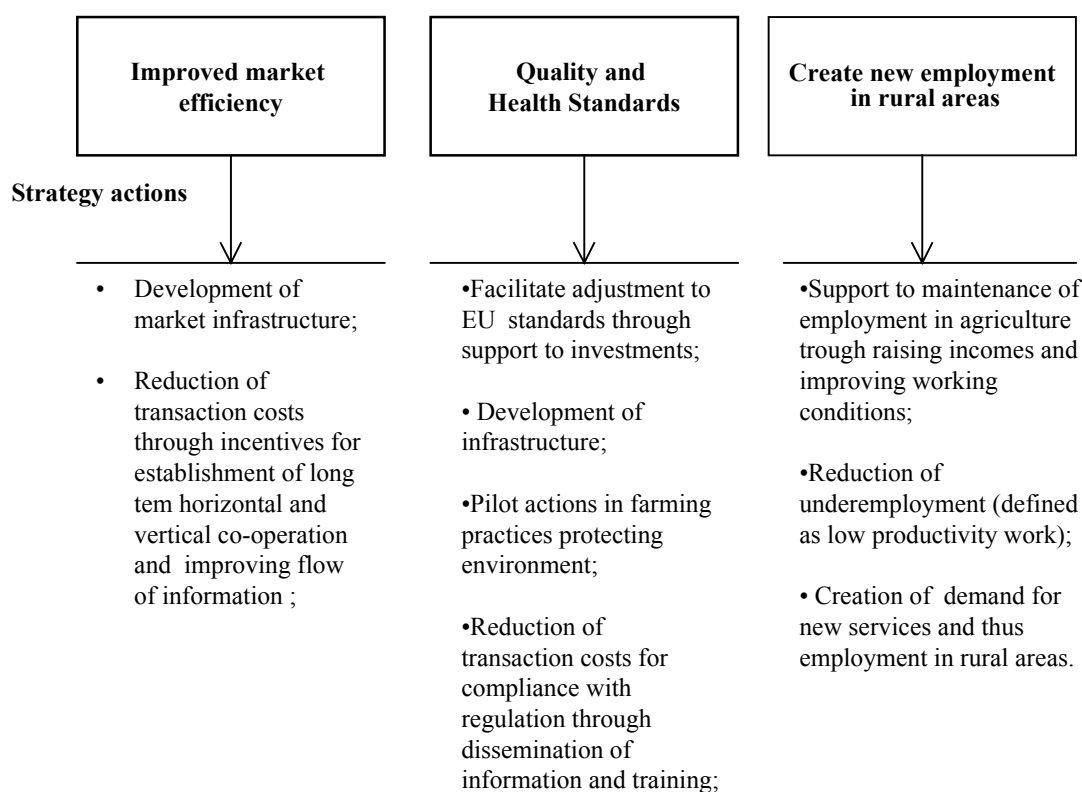 Improved market
efficiency
Quality and
Health Standards
Create new employment
in rural areas
Strategy actions
• Development of
market infrastructure;
• Reduction of
transaction costs
through incentives for
establishment of long
tem horizontal and
vertical co-operation
and improving flow
of information ;
•Facilitate adjustment to
EU standards through
support to investments;
• Development of
infrastructure;
•Pilot actions in farming
practices protecting
environment;
•Reduction of
transaction costs for
compliance with
regulation through
dissemination of
information and training;
•Support to maintenance of
employment in agriculture
trough raising incomes and
improving working
conditions;
•Reduction of
underemployment (defined
as low productivity work);
• Creation of demand for
new services and thus
employment in rural areas.